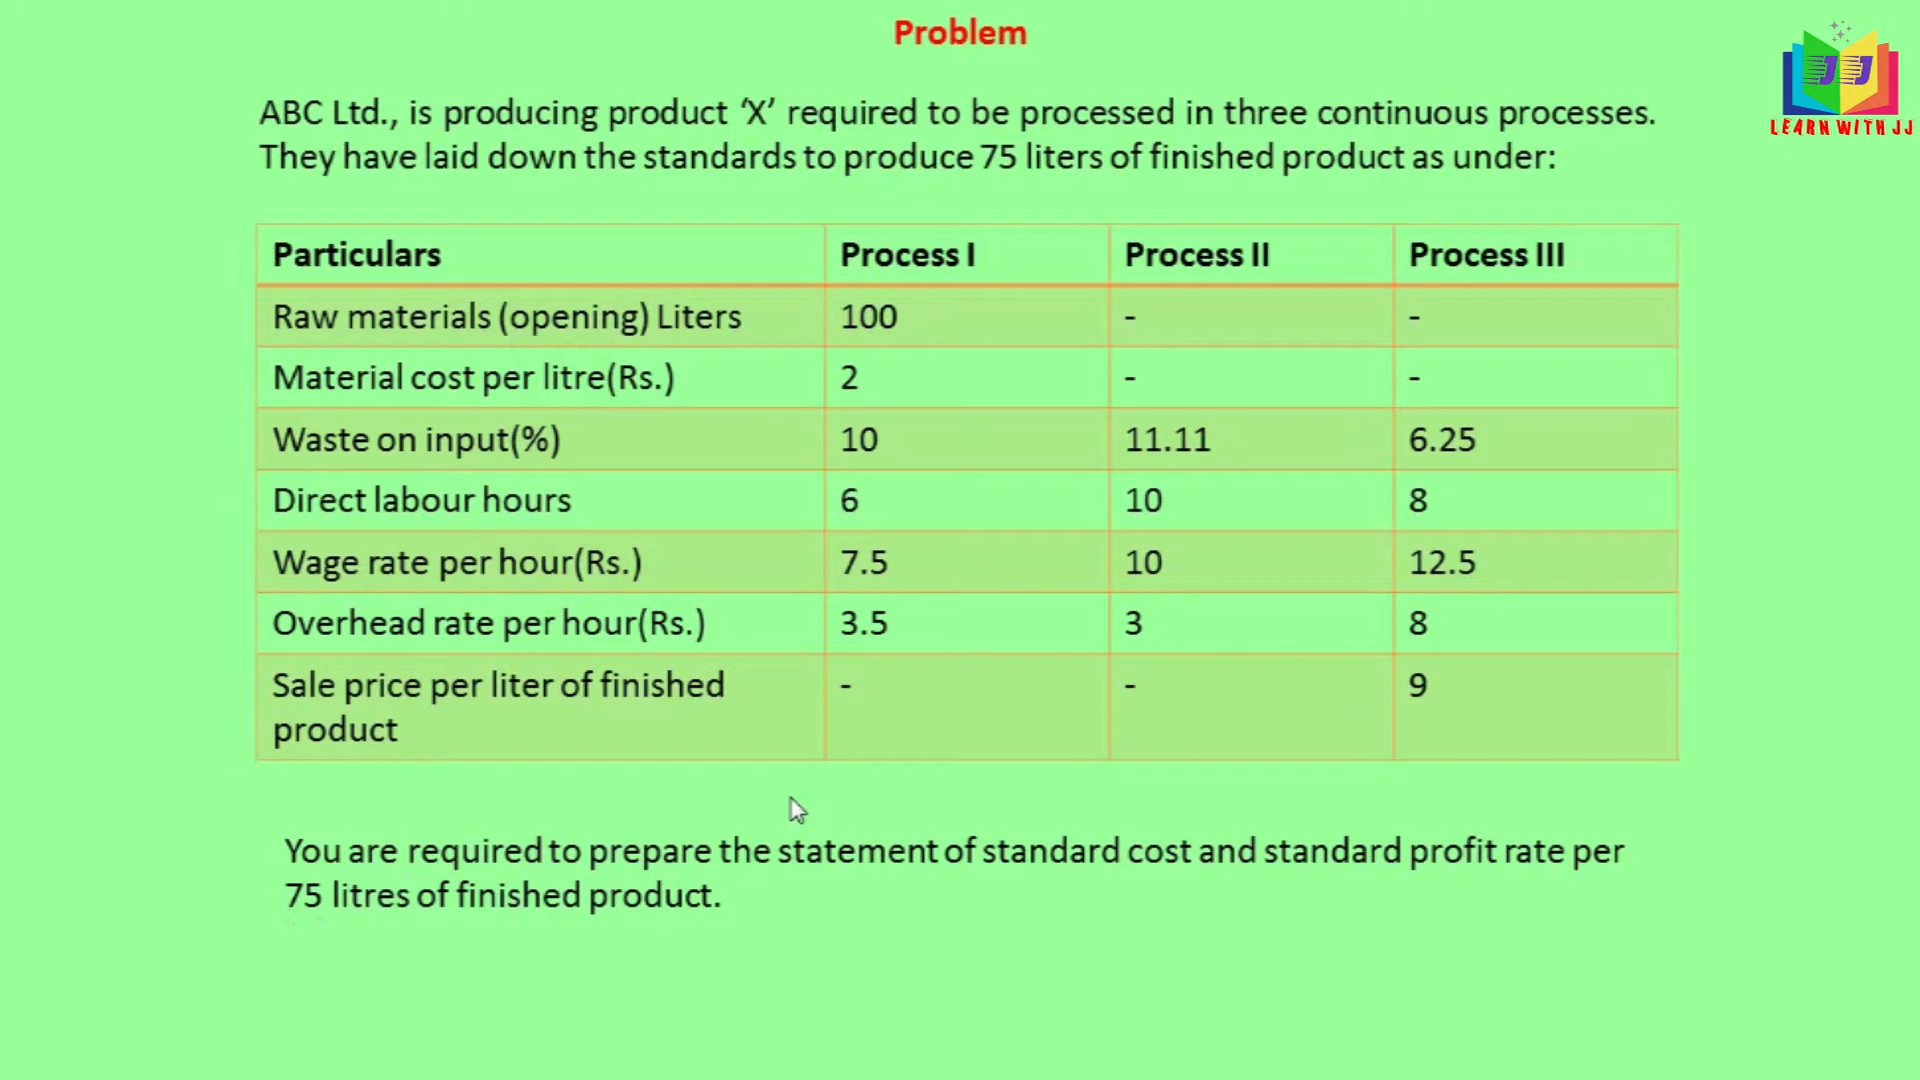 Problem
LEARN WITH JJ
ABC Ltd., is producing product ‘X’ required to be processed in three continuous processes.
They have laid down the standards to produce 75 liters of finished product as under:
Particulars Process I Process II Process III
Raw materials (opening) Liters 100 - -
Material cost per litre(Rs.) 2 - -
Waste on input(%) 10 11.11 6.25
Direct labour hours 6 10 8
Wage rate per hour(Rs.) 7.5 10 12.5
Overhead rate per hour(Rs.) 3.5 3 8
Sale price per liter of finished - - 9
product
You are required to prepare the statement of standard cost and standard profit rate per
75 litres of finished product.